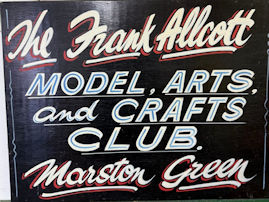 The Frank Allcott
MODEL, ARTS,
and CRAFTS
CLUB.
Marston Green